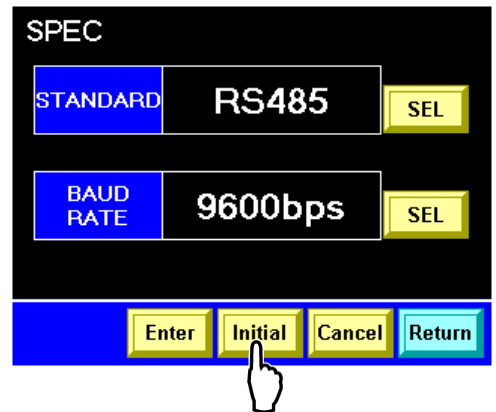 SPEC
STANDARD RS485 SEL
BAUD
RATE 9600bps SEL
Enter Initial Cancel Return